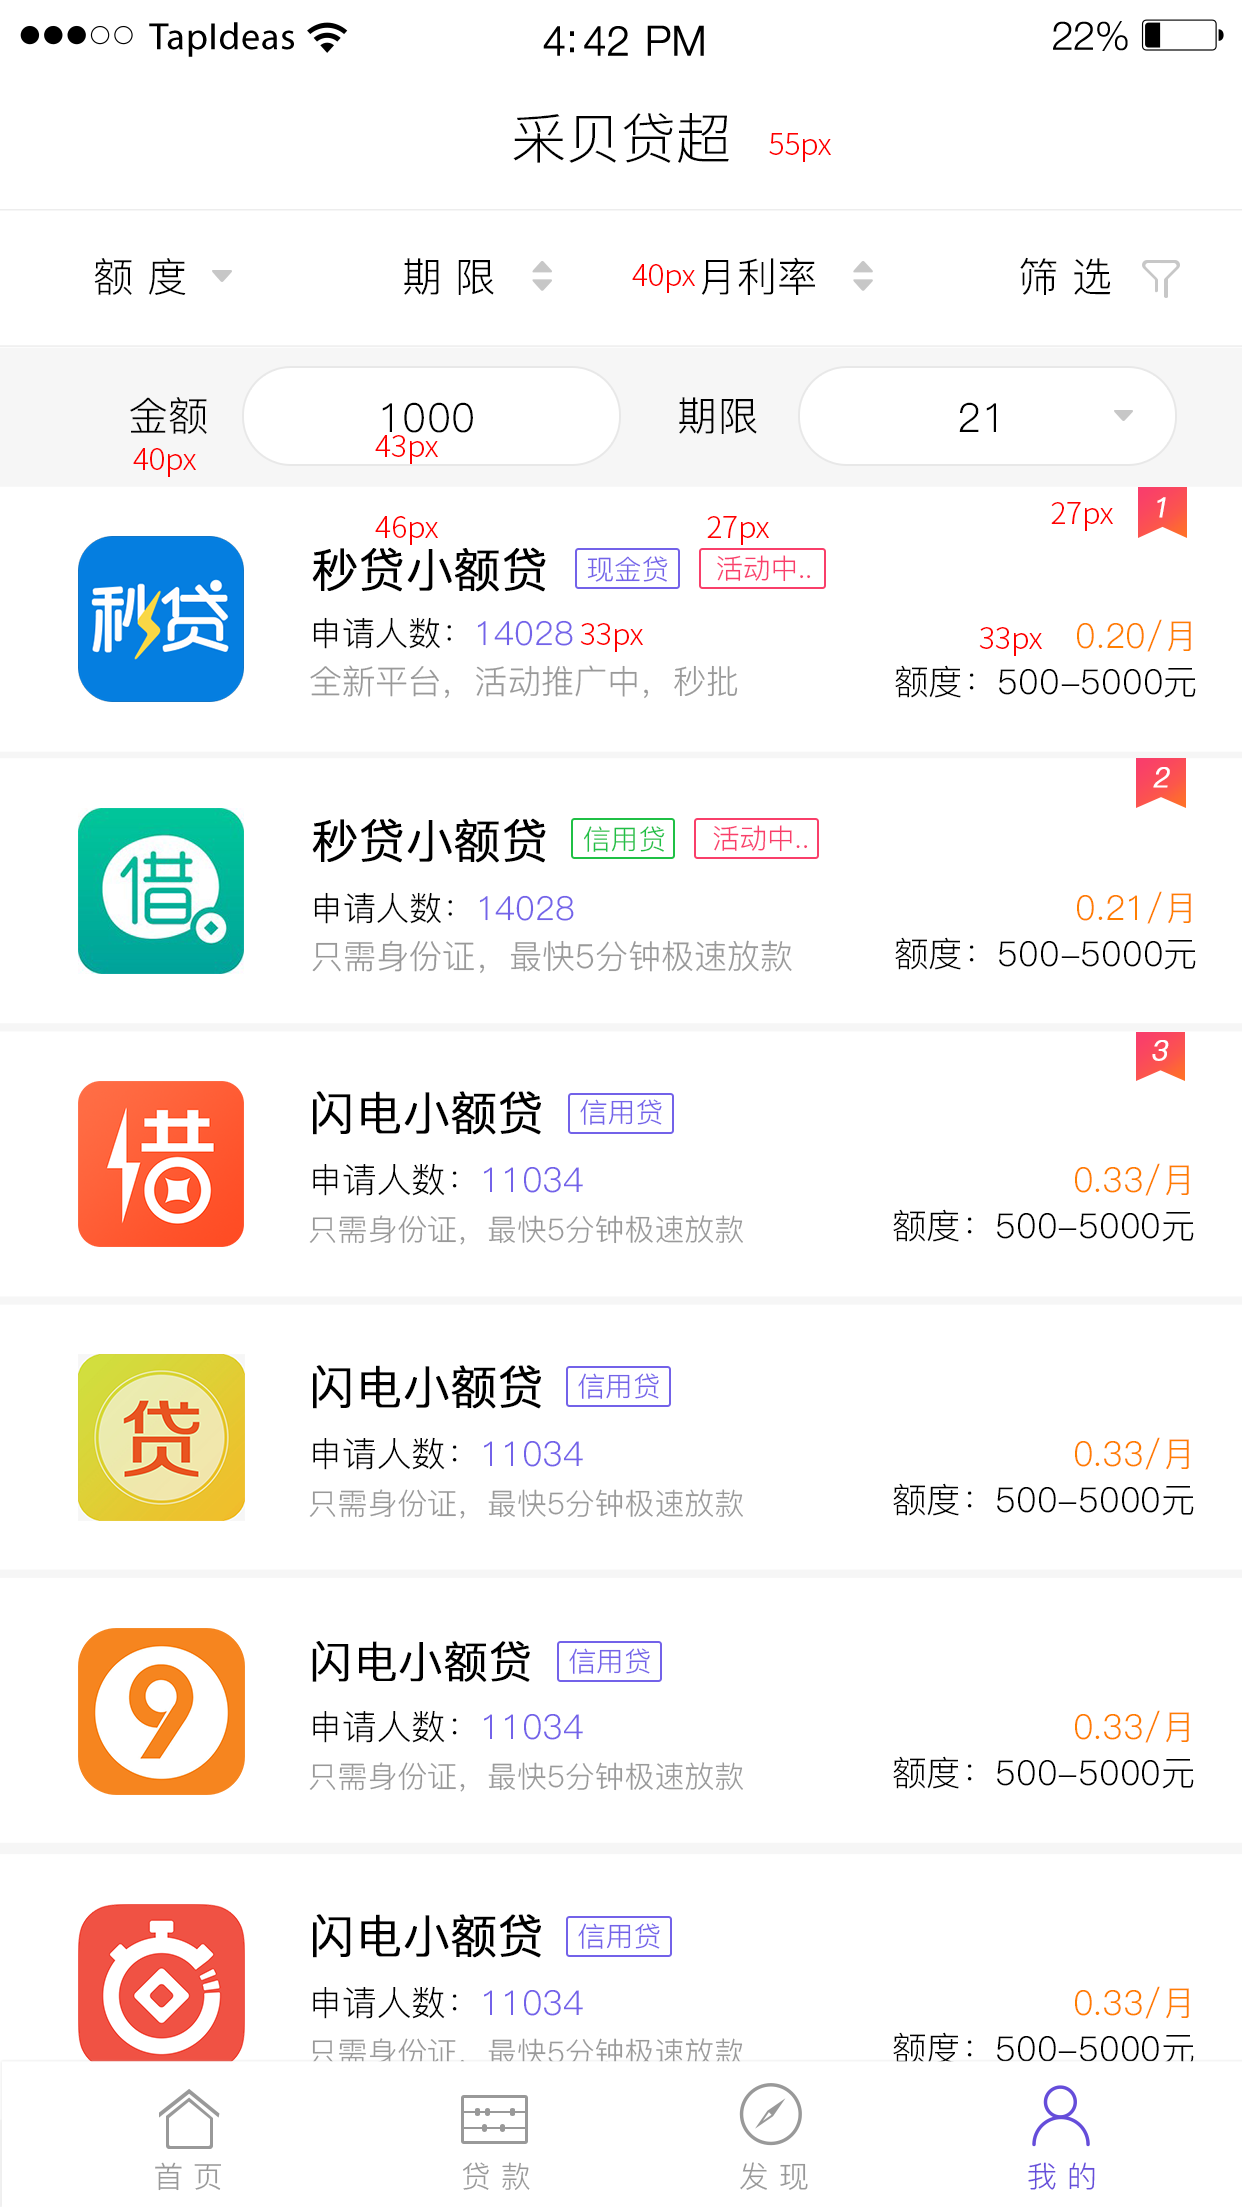 TapIdeas 4:42 PM 22%
采贝贷超 55px
额 度 期 限 40px 月利率 筛 选
金额 1000 期限 21
40px 43px
46px 27px 27px 1
秒贷小额贷 现金贷 活动中..
秒贷
申请人数：14028 33px 33px 0.20/月
全新平台，活动推广中，秒批 额度：500-5000元
2
秒贷小额贷 信用贷 活动中..
借
申请人数：14028 0.21/月
只需身份证，最快5分钟极速放款 额度：500-5000元
3
闪电小额贷 信用贷
借
申请人数：11034 0.33/月
只需身份证，最快5分钟极速放款 额度：500-5000元
闪电小额贷 信用贷
贷
申请人数：11034 0.33/月
只需身份证，最快5分钟极速放款 额度：500-5000元
闪电小额贷 信用贷
9
申请人数：11034 0.33/月
只需身份证，最快5分钟极速放款 额度：500-5000元
闪电小额贷 信用贷
申请人数：11034 0.33/月
只需身份证，最快5分钟极速放款 额度：500-5000元
首 页 贷 款 发 现 我 的